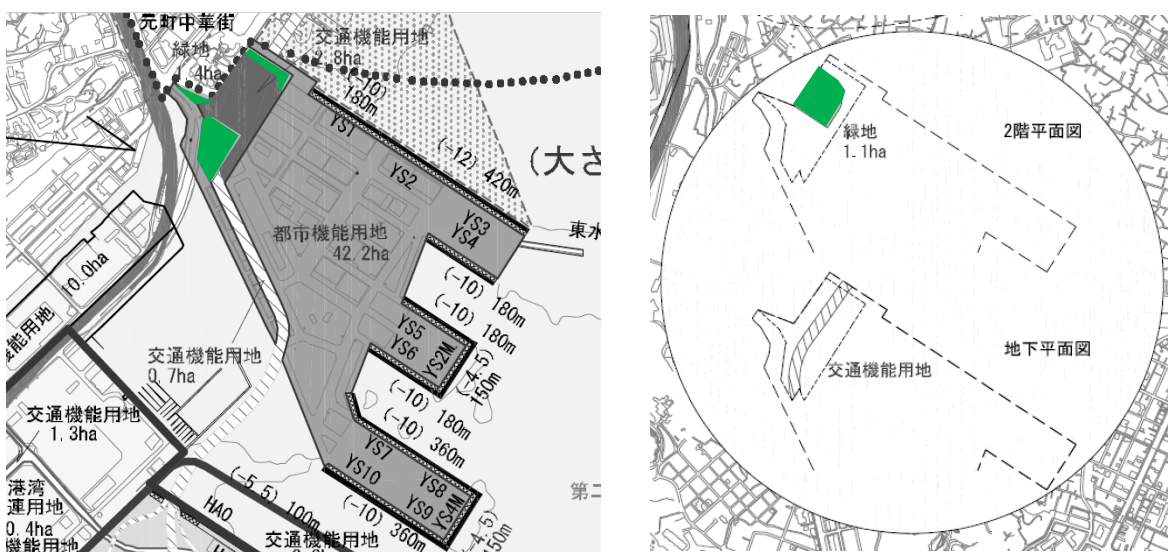 元町中華街
緑地
.4ha
交通機能用地
.8ha
(-10)
180m
YS1
(-12) 420m
YS2
YS3
YS4
(大さ
東水
都市機能用地
42.2ha
(-10) 180m
(-10) 180m
10.0ha
機能用地
YS5
YS6
YS2M
(-4.5)
150m
交通機能用地
0.7ha
(-10) 180m
(-10) 360m
交通機能用地
1.3ha
YS7
YS10
YS8
YS9
YS4M
(-4.5)
150m
第二
港湾
連用地
0.4ha
機能用地
(-5.5) 100m
HAO
(-10) 360m
交通機能用地
緑地
1.1ha
2階平面図
交通機能用地
地下平面図